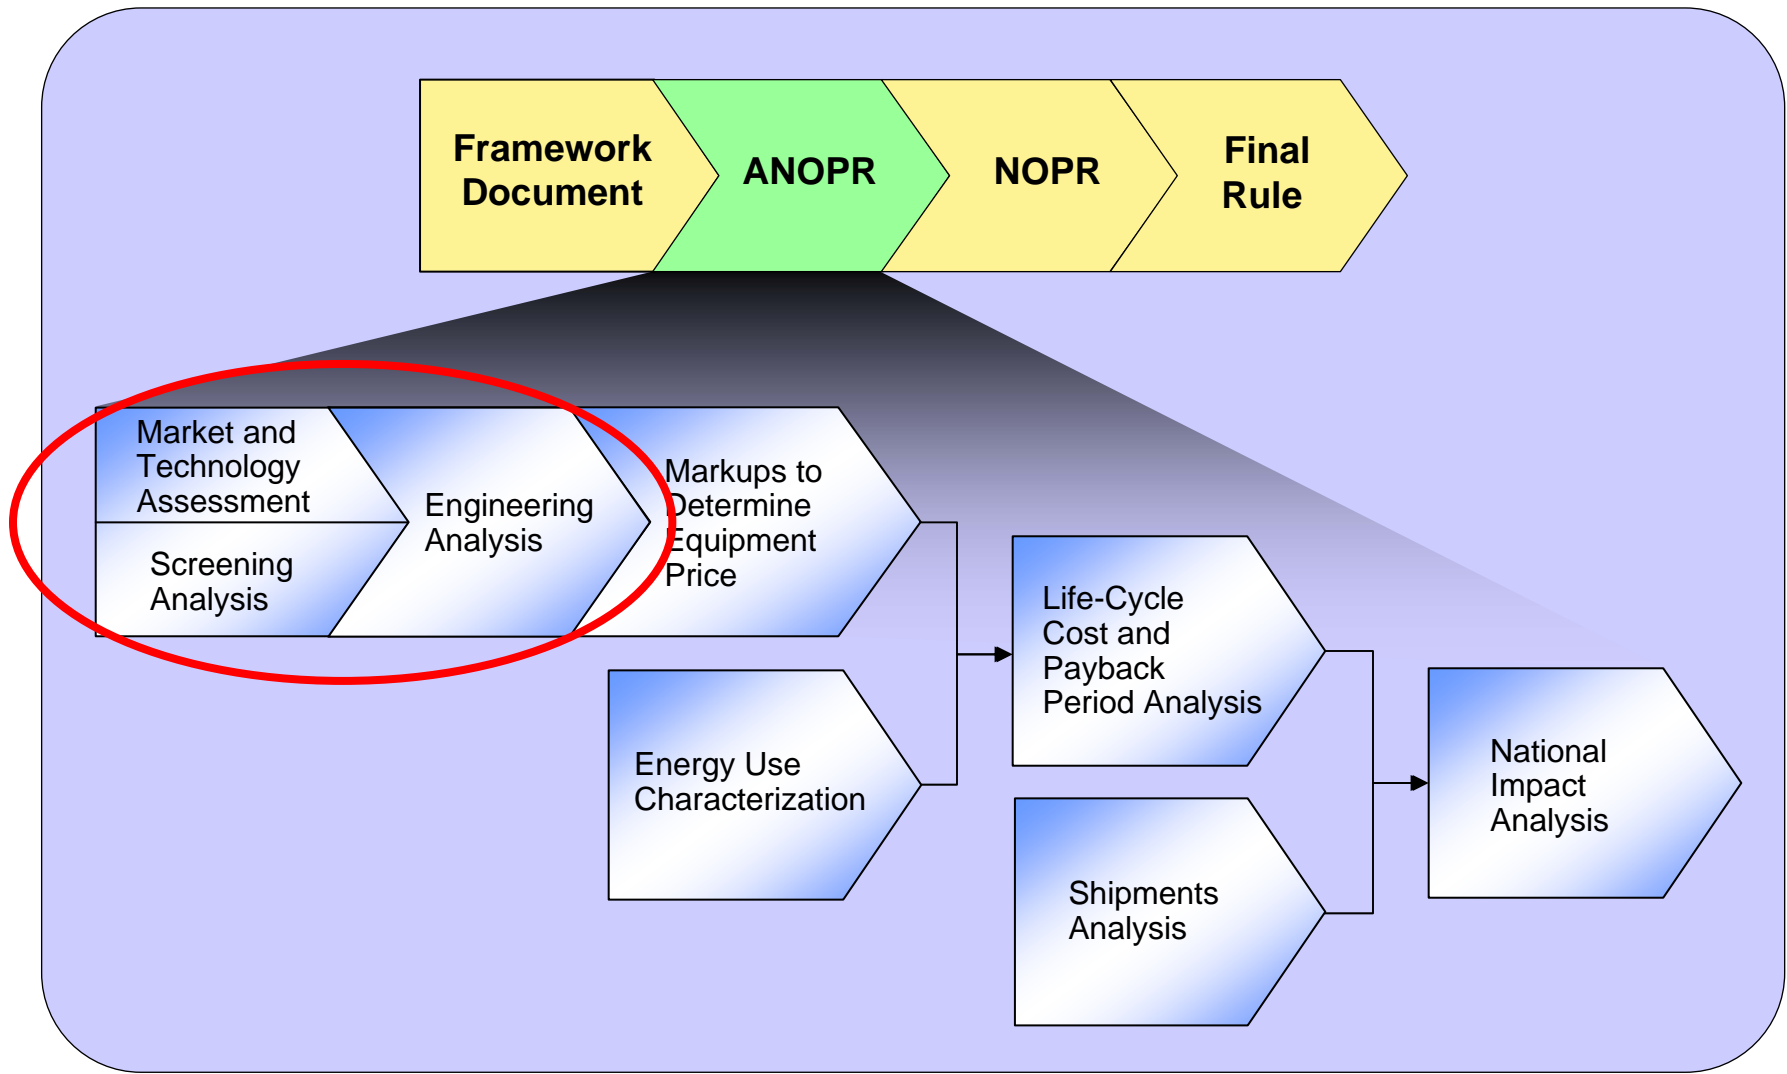 Framework
Document
ANOPR
NOPR
Final
Rule
Market and
Technology
Assessment
Screening
Analysis
Engineering
Analysis
Markups to
Determine
Equipment
Price
Energy Use
Characterization
Life-Cycle
Cost and
Payback
Period Analysis
Shipments
Analysis
National
Impact
Analysis